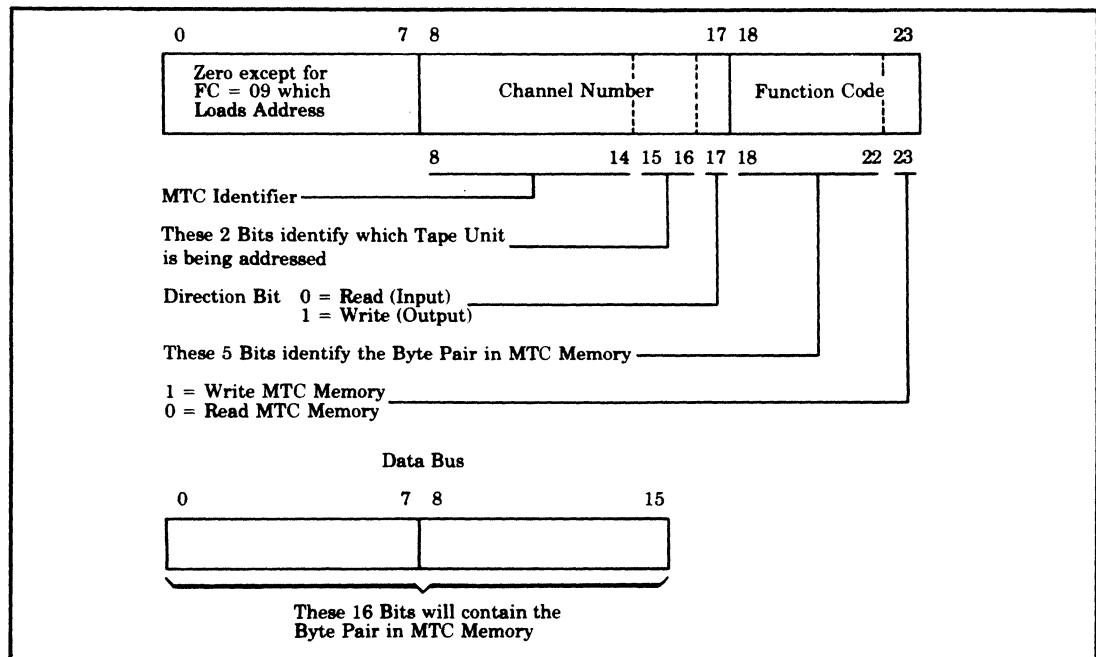 0 7 8 17 18 23
Zero except for
FC = 09 which
Loads Address
Channel Number
Function Code
8 14 15 16 17 18 22 23
MTC Identifier
These 2 Bits identify which Tape Unit
is being addressed
Direction Bit 0 = Read (Input)
1 = Write (Output)
These 5 Bits identify the Byte Pair in MTC Memory
1 = Write MTC Memory
0 = Read MTC Memory
Data Bus
0 7 8 15
These 16 Bits will contain the
Byte Pair in MTC Memory